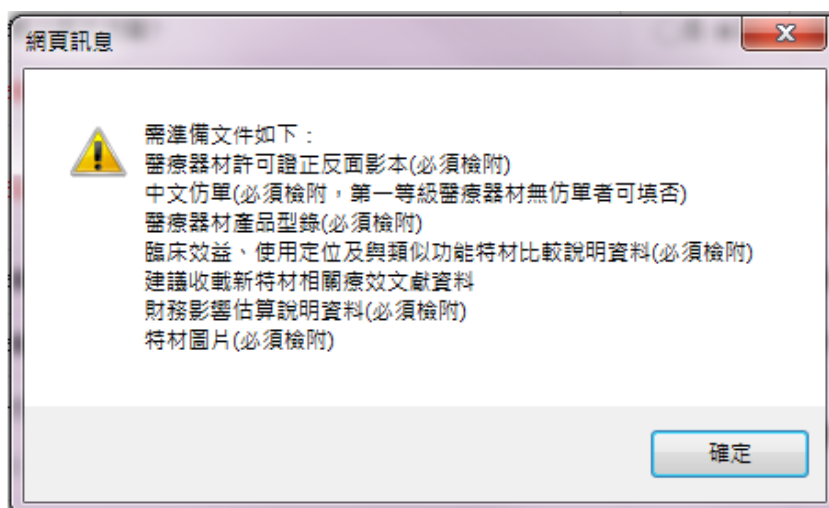 網頁訊息
需準備文件如下：
醫療器材許可證正反面影本(必須檢附)
中文仿單(必須檢附，第一等級醫療器材無仿單者可填否)
醫療器材產品型錄(必須檢附)
臨床效益、使用定位及與類似功能特材比較說明資料(必須檢附)
建議收載新特材相關療效文獻資料
財務影響估算說明資料(必須檢附)
特材圖片(必須檢附)
確定